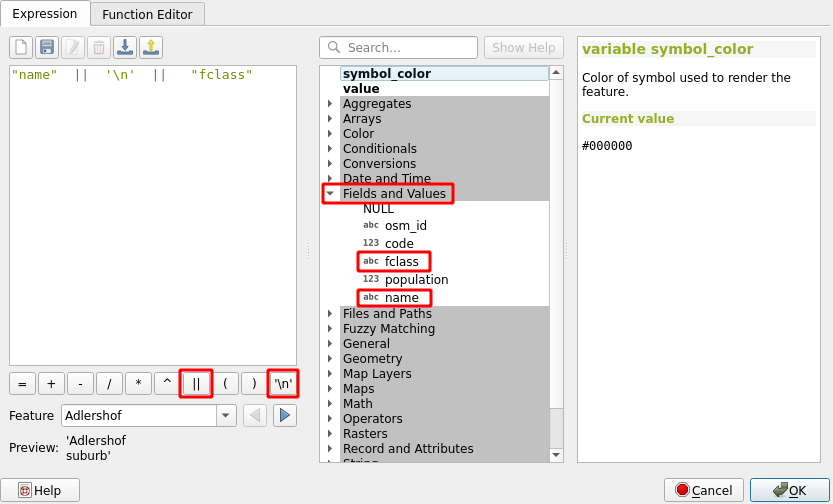 Expression
Function Editor
Search...
Show Help
"name"  ||  '\n'  ||   "fclass"
symbol_color
value
Aggregates
Arrays
Color
Conditionals
Conversions
Date and Time
Fields and Values
NULL
abc osm_id
123 code
abc fclass
123 population
abc name
Files and Paths
Fuzzy Matching
General
Geometry
Map Layers
Maps
Math
Operators
Rasters
Record and Attributes
variable symbol_color
Color of symbol used to render the
feature.
Current value
#000000
= + - / * ^ || ( ) '\n'
Feature Adlershof
Preview: 'Adlershof
suburb'
Help
Cancel
OK